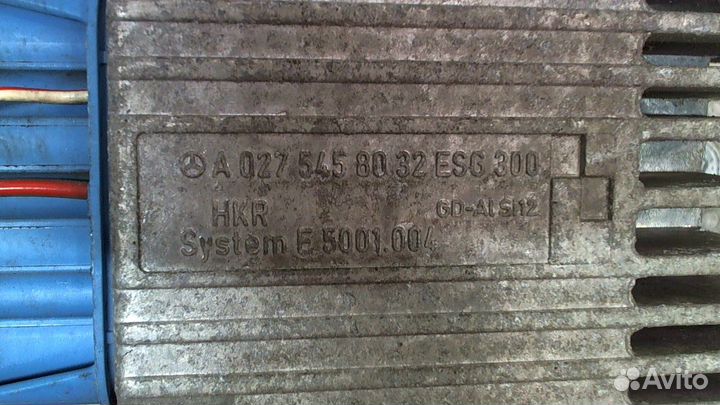 A 027 545 80 32 ESG 300
HKR GD-ALSi12
System E.5001.004
Avito